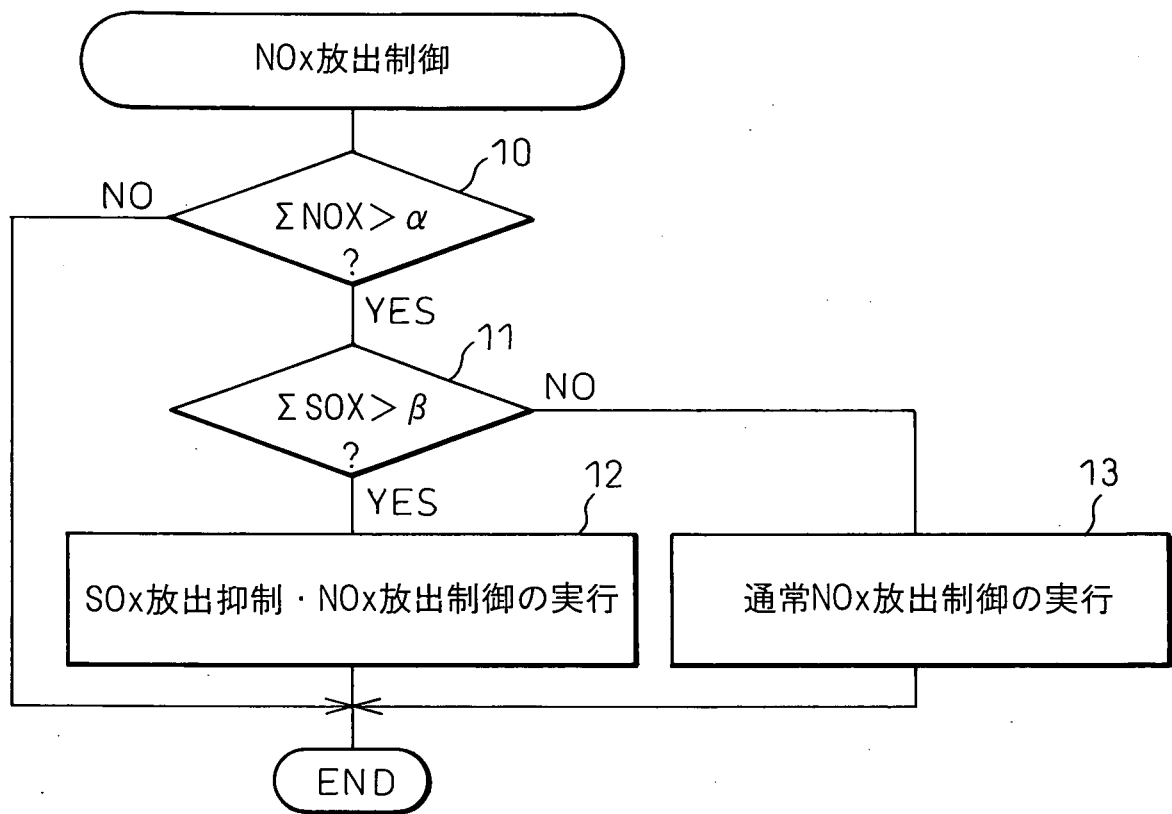 NOx放出制御
10
NO
ΣNOX>α
?
YES
11
ΣSOX>β
?
NO
YES
12
SOx放出抑制・NOx放出制御の実行
13
通常NOx放出制御の実行
END